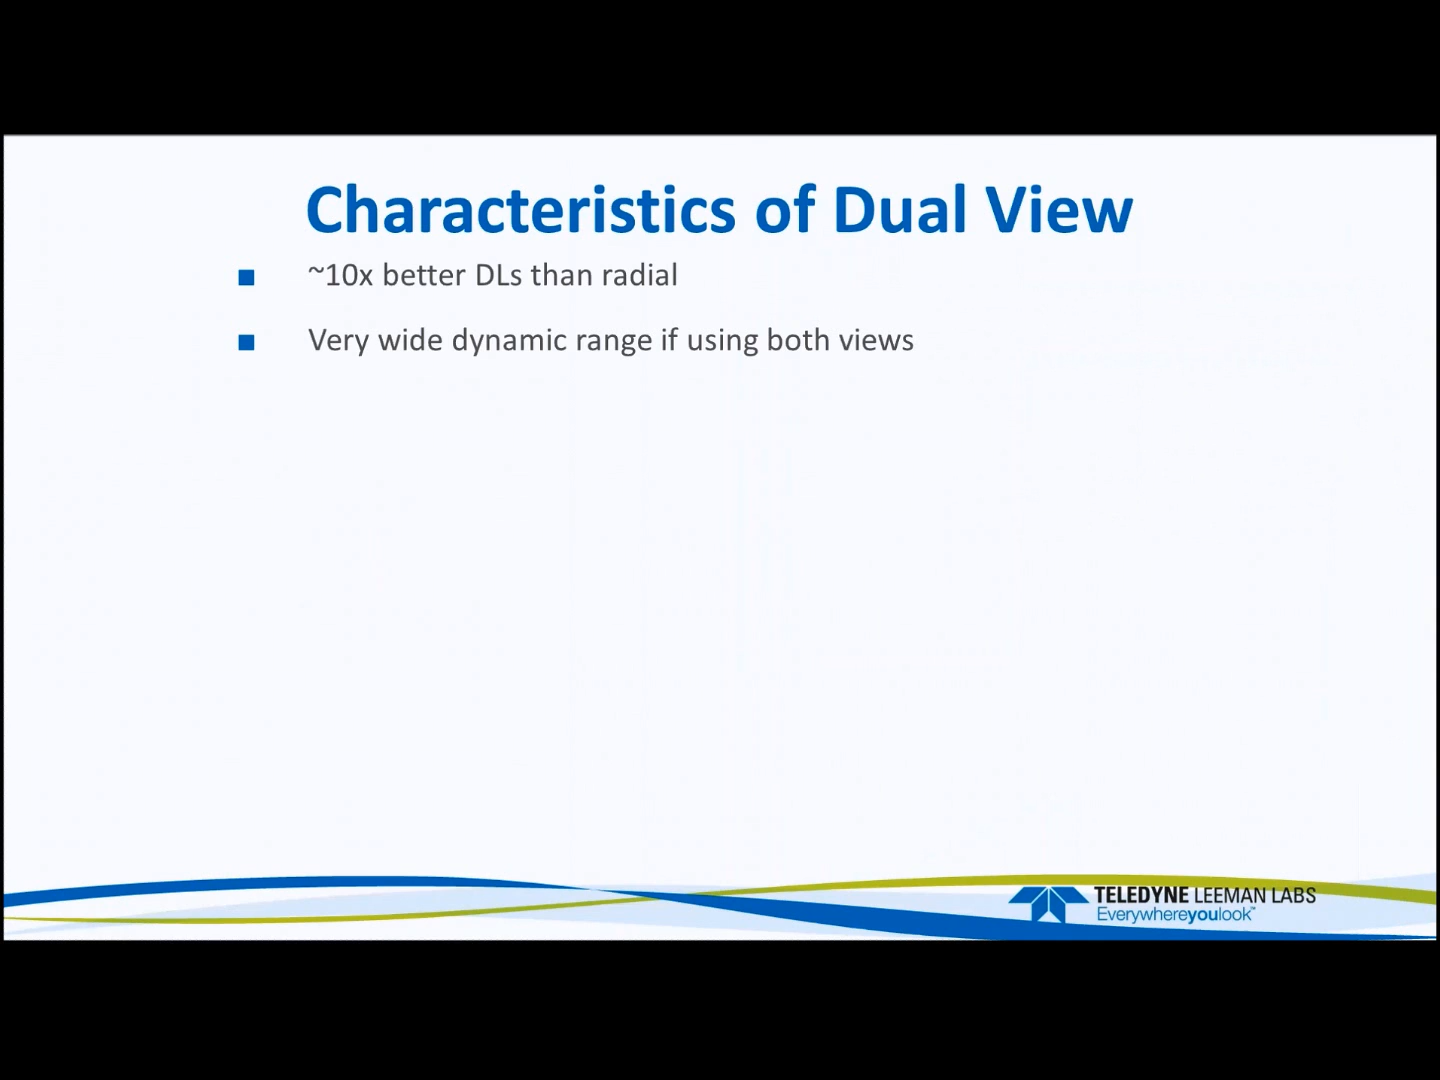 Characteristics of Dual View
~10x better DLs than radial
Very wide dynamic range if using both views
TELEDYNE LEEMAN LABS
Everywhereyoulook™